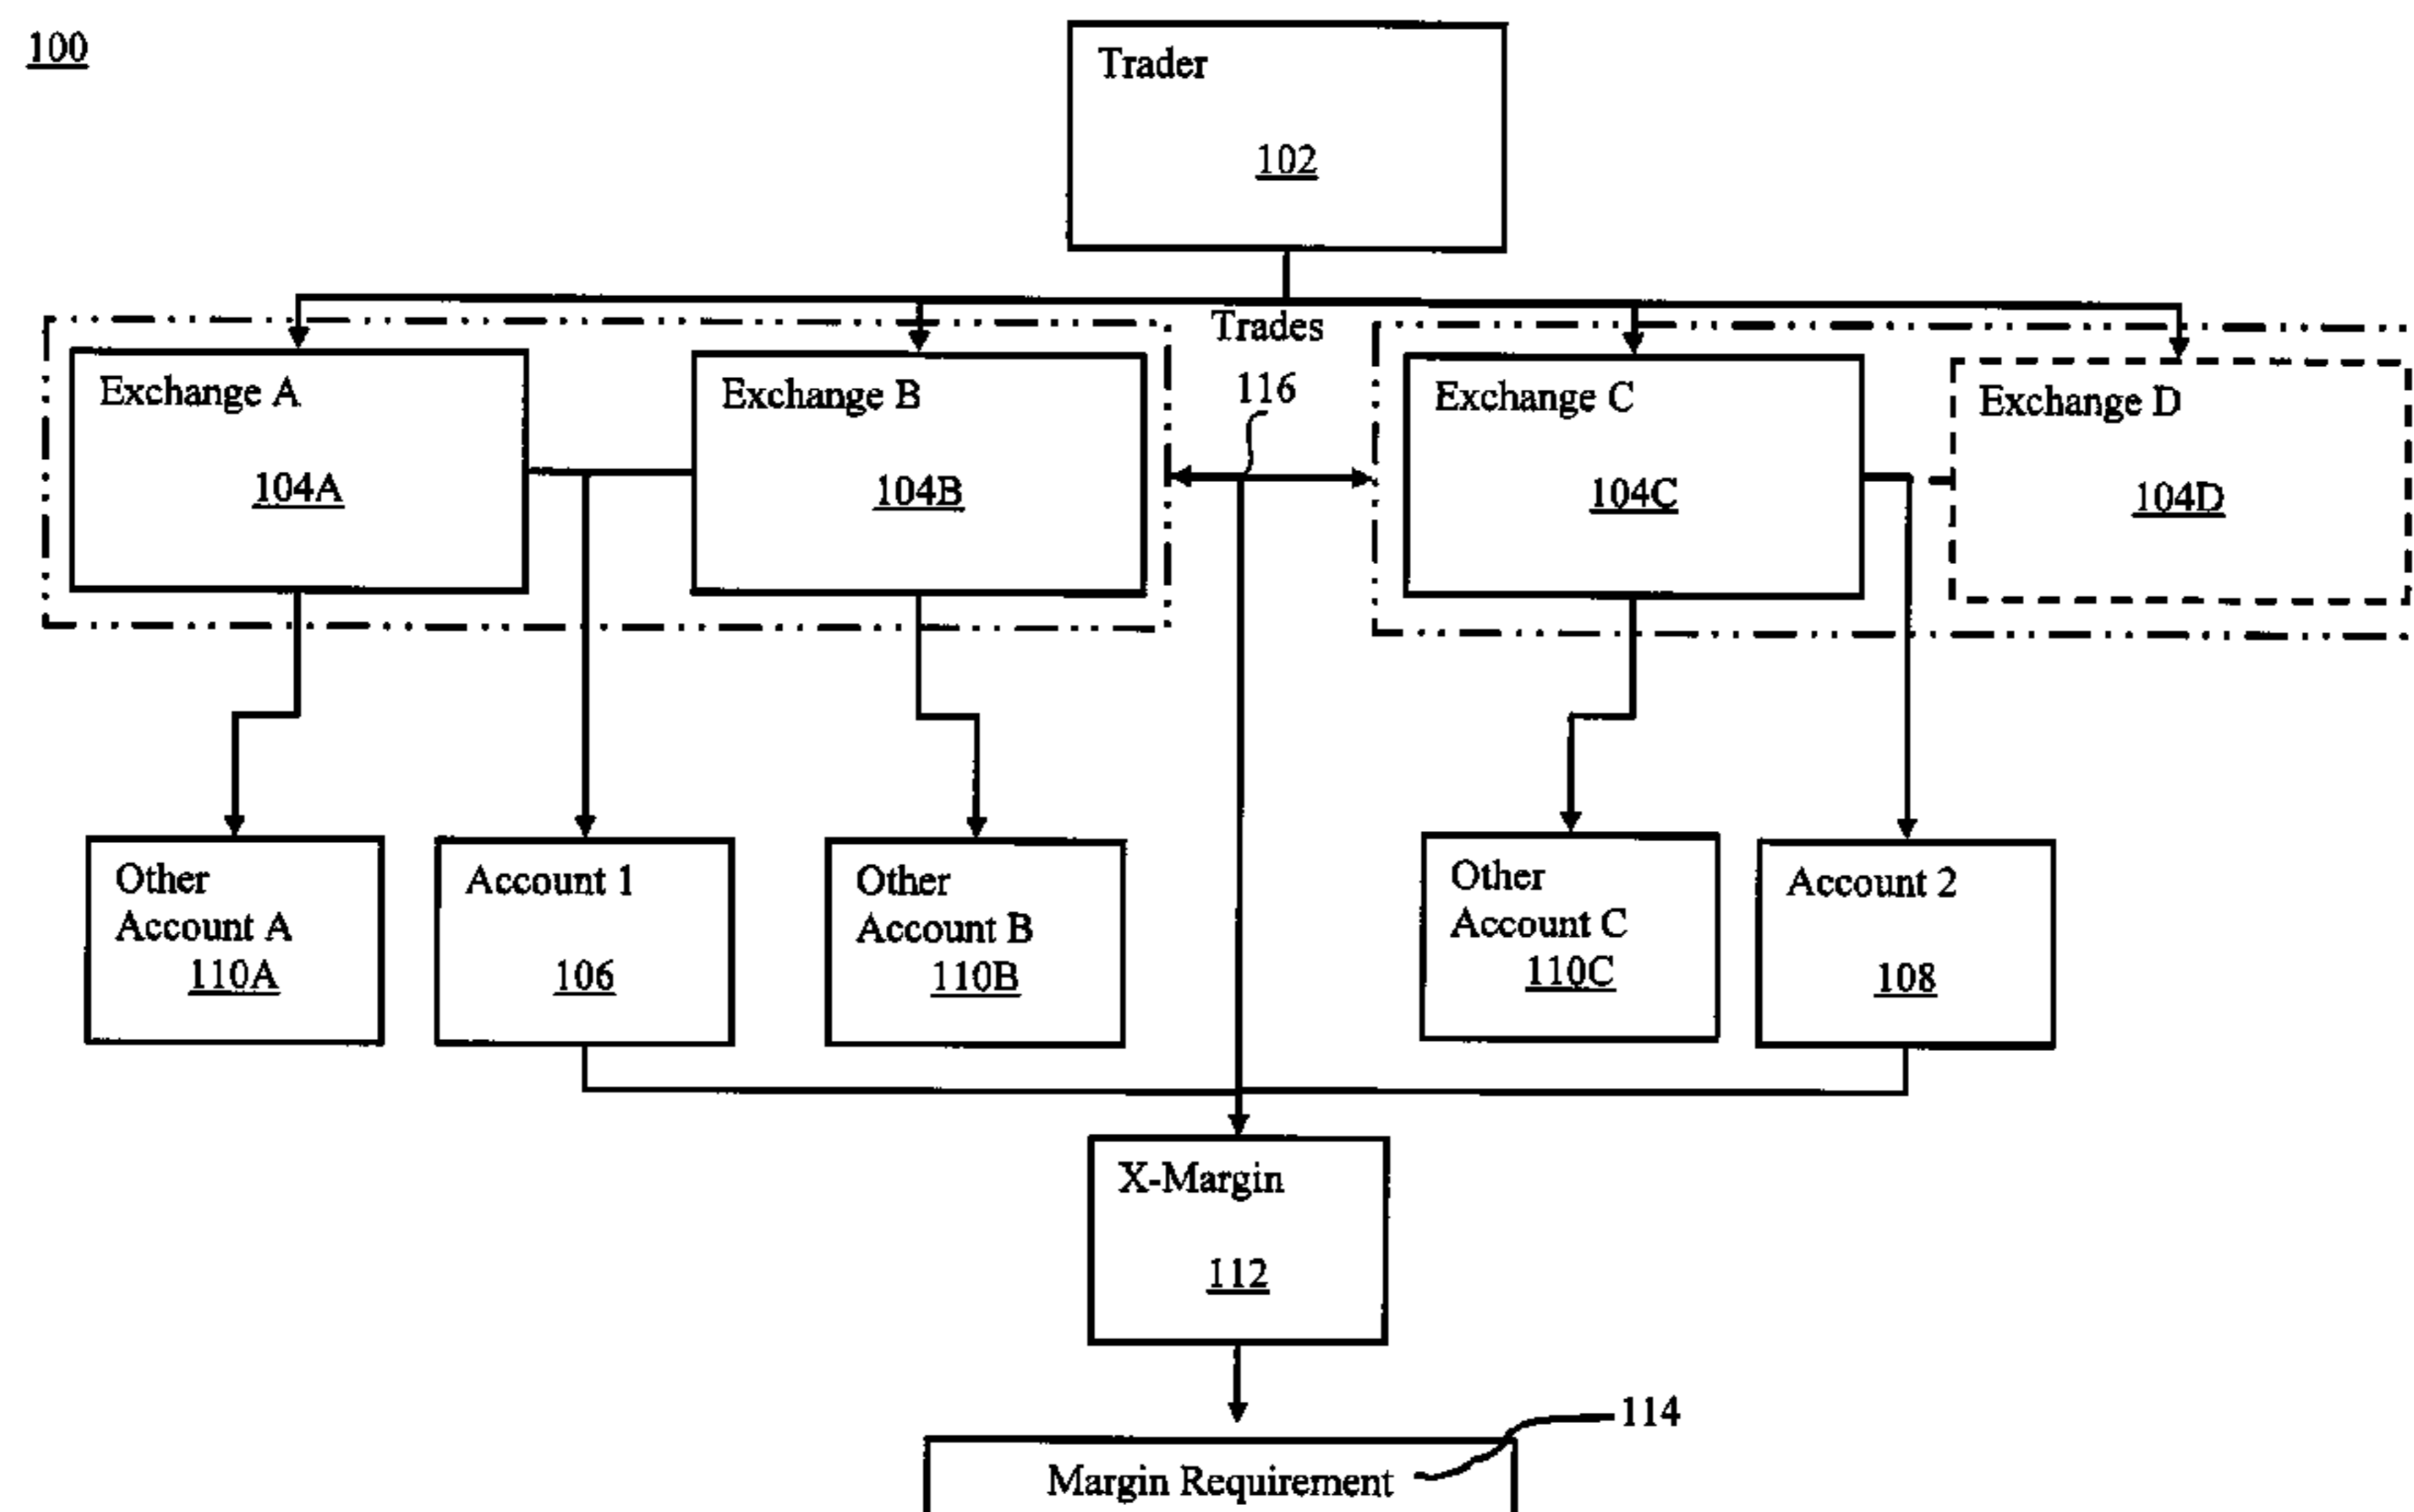 100
Trader
102
Trades
116
Exchange A
104A
Exchange B
104B
Exchange C
104C
Exchange D
104D
Other
Account A
110A
Account 1
106
Other
Account B
110B
Other
Account C
110C
Account 2
108
X-Margin
112
114
Margin Requirement